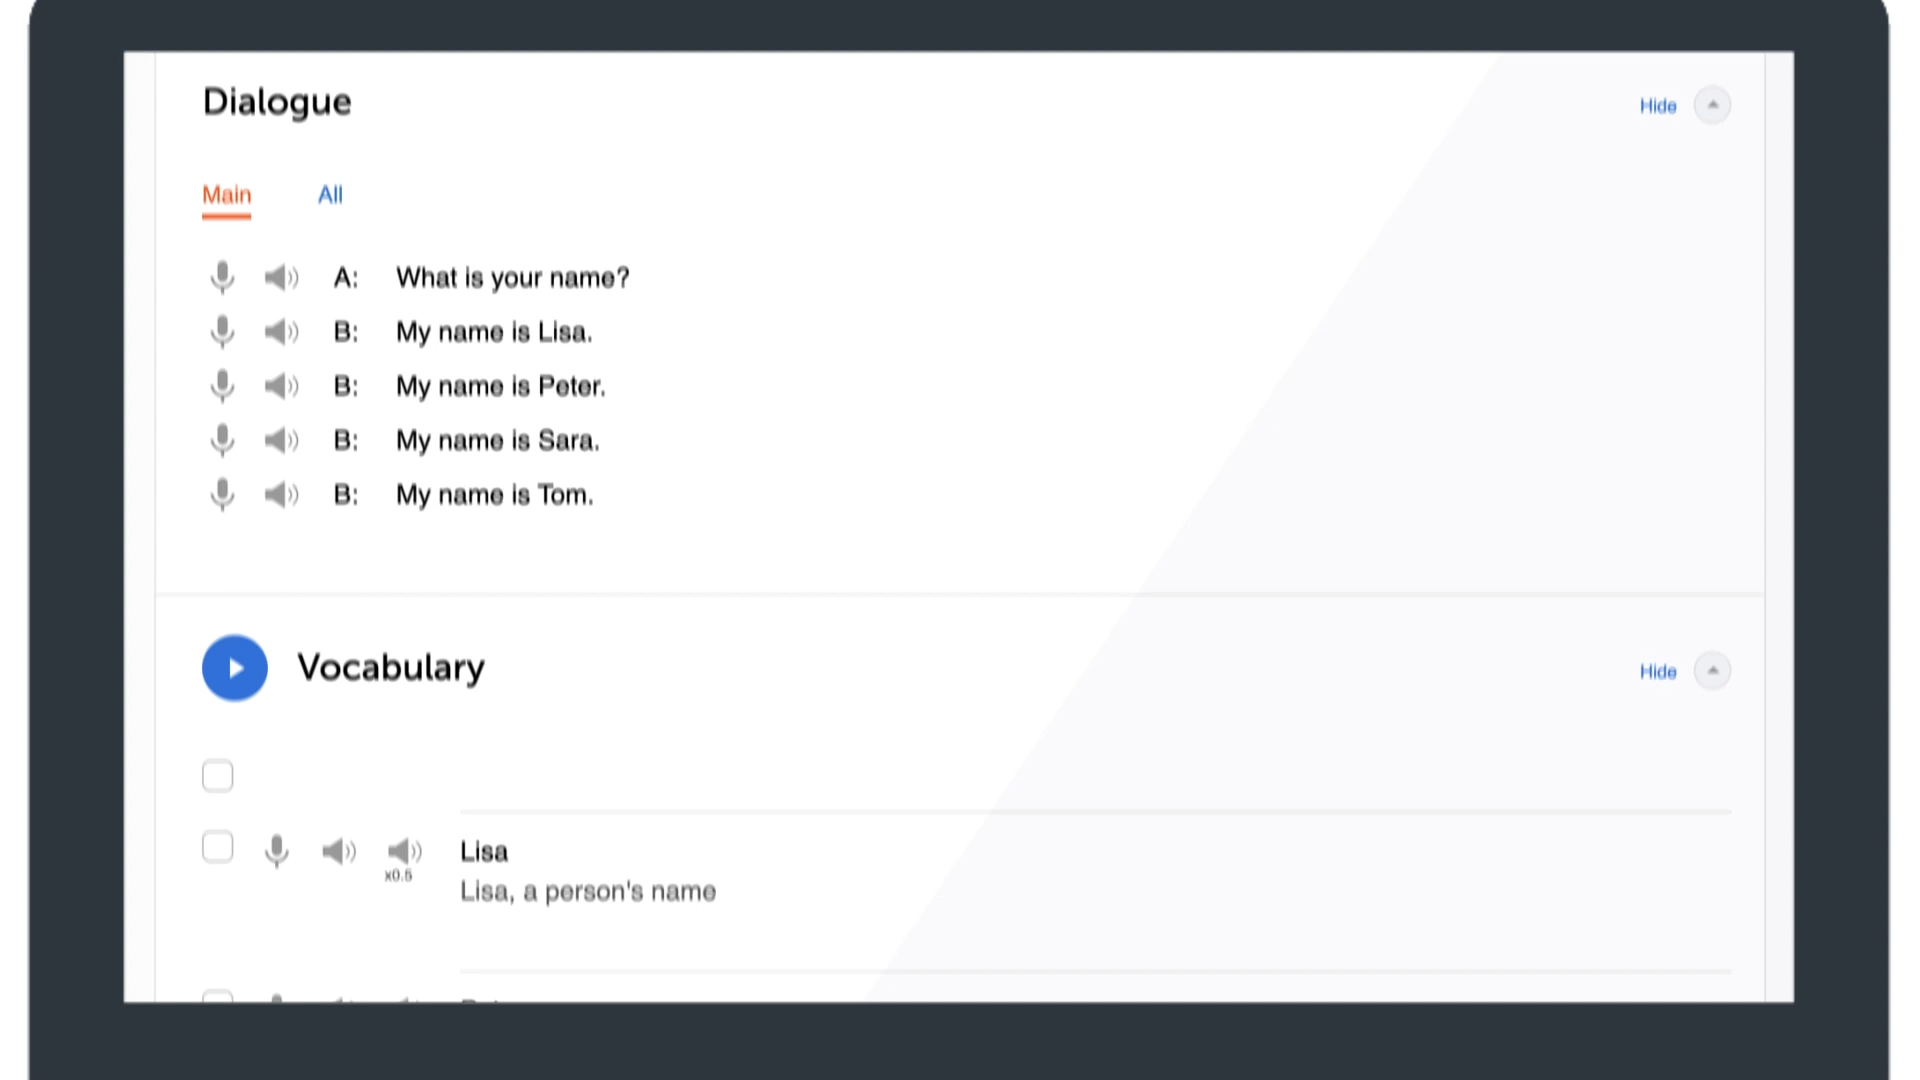 Dialogue
Hide
Main All
A: What is your name?
B: My name is Lisa.
B: My name is Peter.
B: My name is Sara.
B: My name is Tom.
Vocabulary
Hide
Lisa
x0.5
Lisa, a person's name